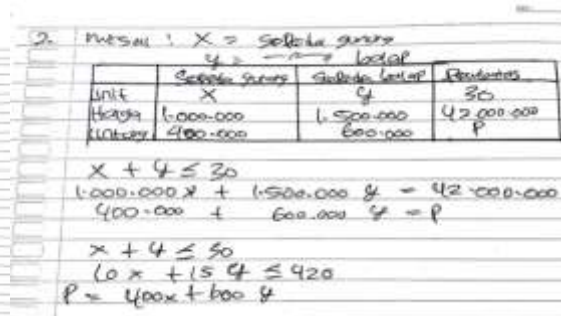 2. misal : X = Sepeda gunung
y = —"— balap
Sepeda gunung Sepeda balap Pembatas
Unit X y 30
Harga 1.000.000 1.500.000 42.000.000
Untung 400.000 600.000 P
X + y ≤ 30
1.000.000 x + 1.500.000 y = 42.000.000
400.000 + 600.000 y = P
x + y ≤ 30
10 x + 15 y ≤ 420
P = 400x + 600 y